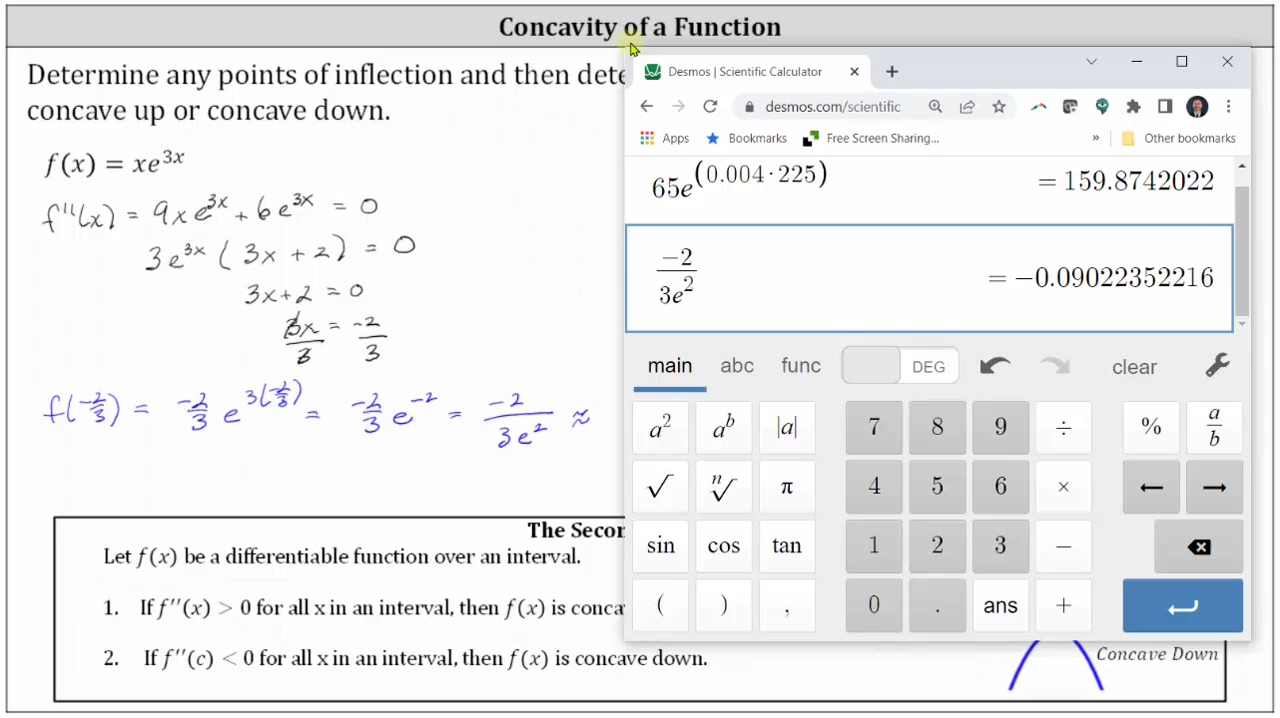 Concavity of a Function
Determine any points of inflection and then dete
concave up or concave down.
f(x) = xe^{3x}
f''(x) = 9xe^{3x} + 6e^{3x} = 0
3e^{3x} (3x + 2) = 0
3x+2 = 0
3x/3 = -2/3
f(-2/3) = -2/3 e^{3(-2/3)} = -2/3 e^{-2} = -2/3e^2 ≈
Desmos | Scientific Calculator
desmos.com/scientific
Apps Bookmarks Free Screen Sharing... » Other bookmarks
65e^{(0.004·225)} = 159.8742022
-2/3e^2 = −0.09022352216
main abc func DEG clear
a^2 a^b |a| 7 8 9 ÷ % a/b
√ n√ π 4 5 6 × ← →
sin cos tan 1 2 3 −
( ) , 0 . ans +
The Secon
Let f(x) be a differentiable function over an interval.
1. If f''(x) > 0 for all x in an interval, then f(x) is conca
2. If f''(c) < 0 for all x in an interval, then f(x) is concave down.
Concave Down